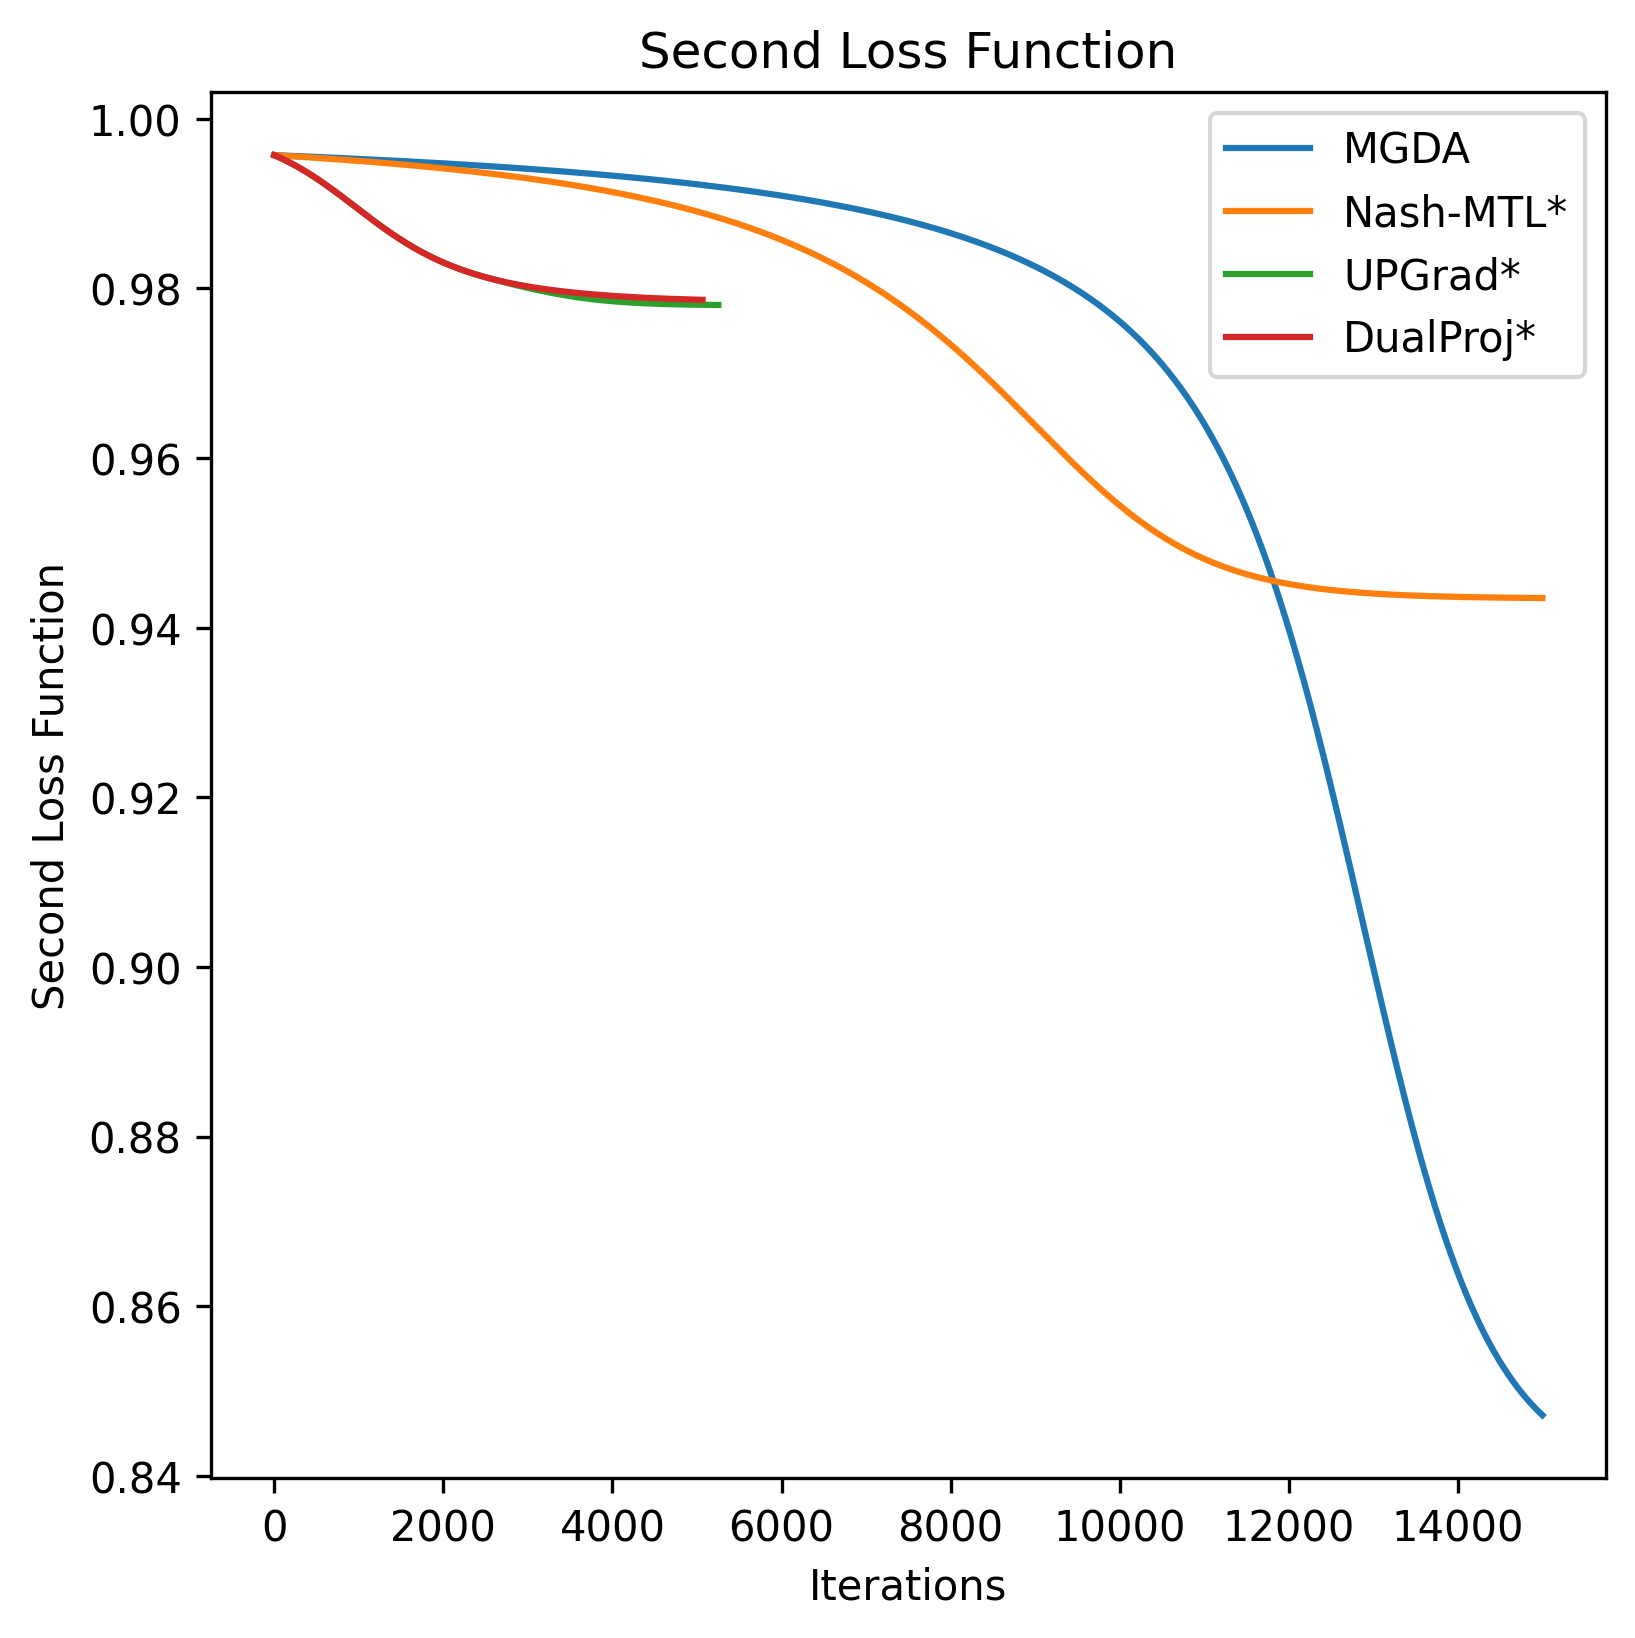 Second Loss Function
1.00
0.98
0.96
0.94
0.92
0.90
0.88
0.86
0.84
Second Loss Function
MGDA
Nash-MTL*
UPGrad*
DualProj*
0 2000 4000 6000 8000 10000 12000 14000
Iterations